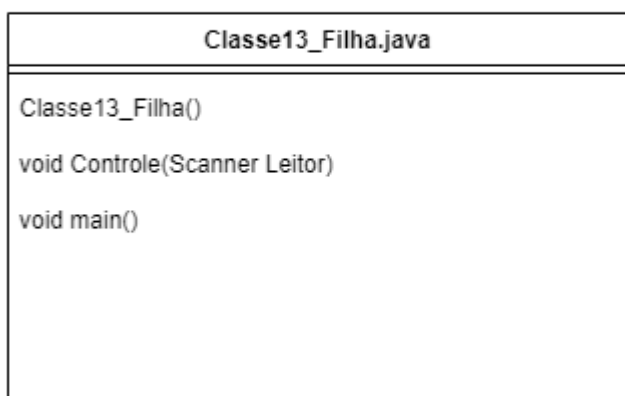 Classe13_Filha.java
Classe13_Filha()
void Controle(Scanner Leitor)
void main()